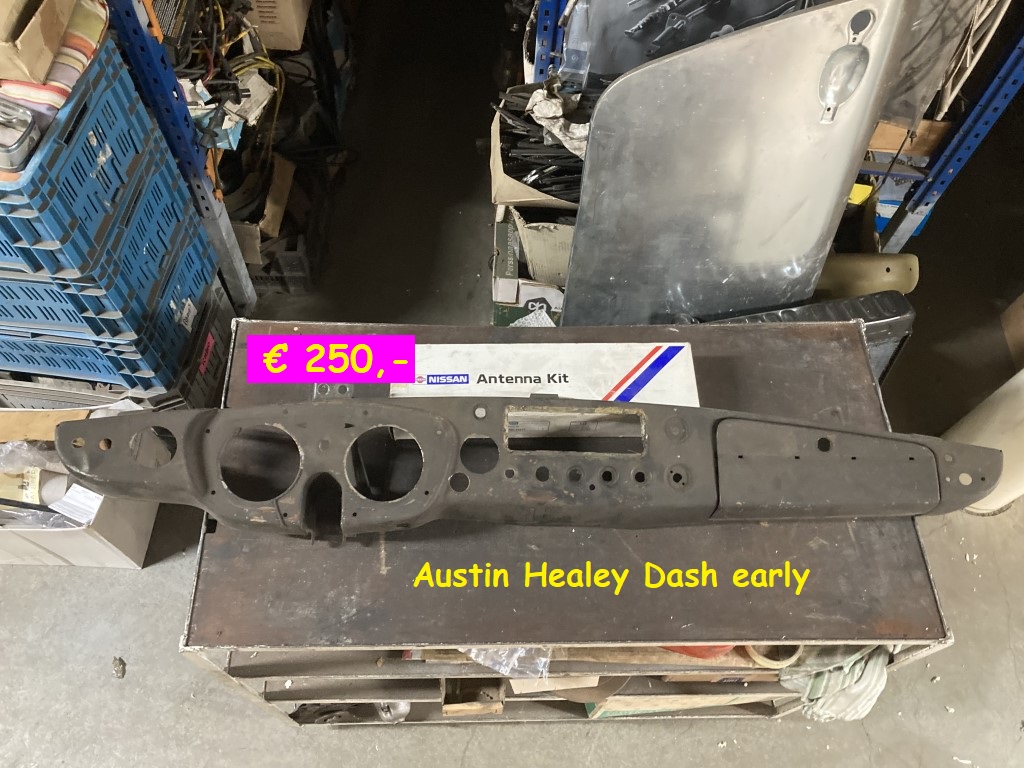 € 250,-
NISSAN Antenna Kit
Austin Healey Dash early